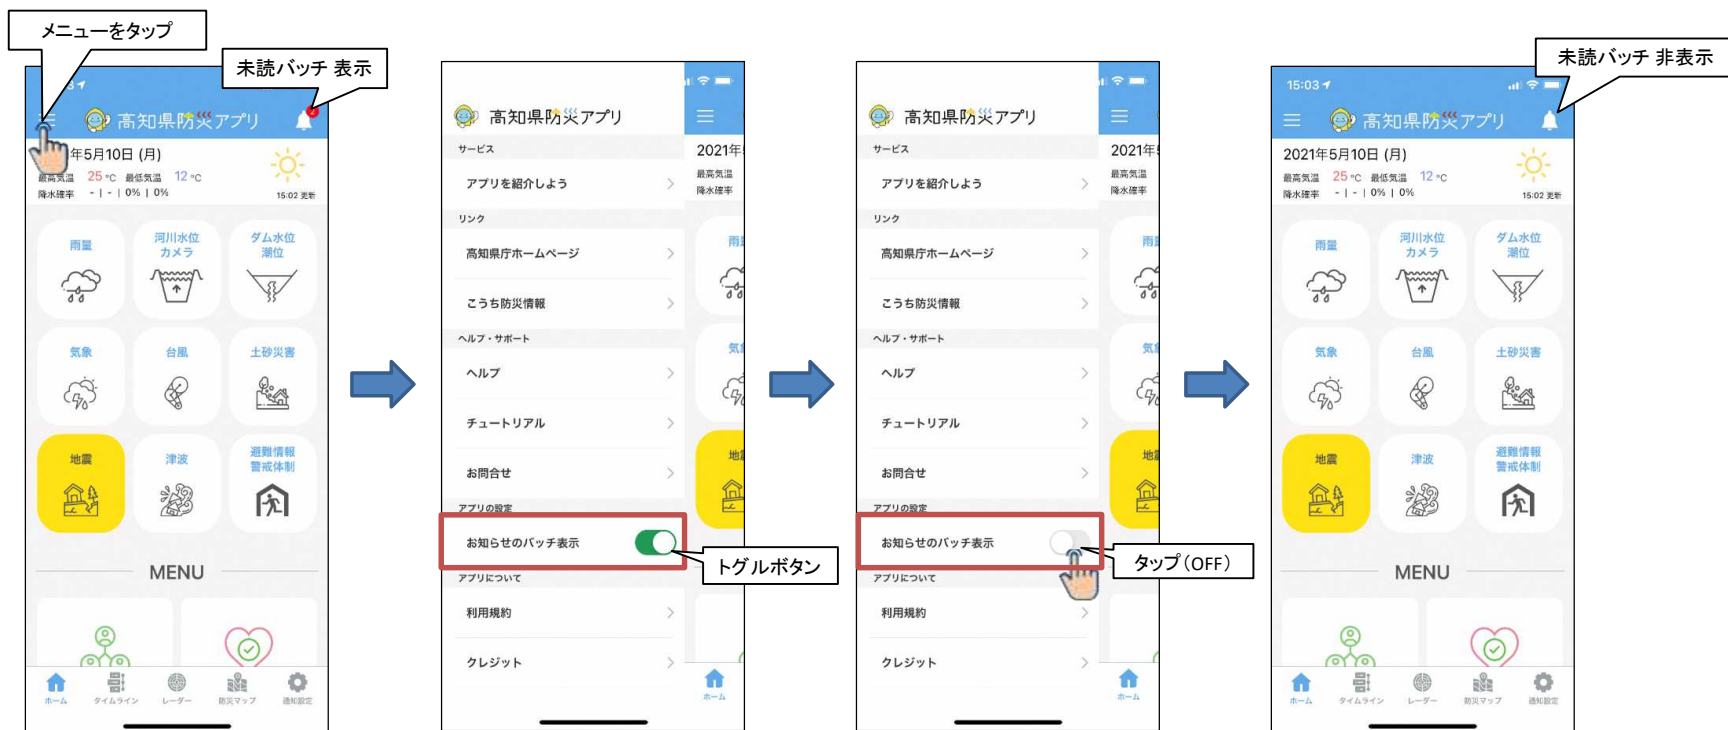 メニューをタップ
未読バッチ 表示
3
高知県防災アプリ
2
年5月10日 (月)
最高気温 25 °C 最低気温 12 °C
降水確率 - | - | 0% | 0%
15:02 更新
雨量
河川水位
カメラ
ダム水位
潮位
気象
台風
土砂災害
地震
津波
避難情報
警戒体制
MENU
ホーム
タイムライン
レーダー
防災マップ
通知設定
高知県防災アプリ
サービス
アプリを紹介しよう
リンク
高知県庁ホームページ
こうち防災情報
ヘルプ・サポート
ヘルプ
チュートリアル
お問合せ
アプリの設定
お知らせのバッチ表示
アプリについて
利用規約
クレジット
2021年5
最高気温
降水確率
雨量
気象
地震
ホーム
トグルボタン
高知県防災アプリ
サービス
アプリを紹介しよう
リンク
高知県庁ホームページ
こうち防災情報
ヘルプ・サポート
ヘルプ
チュートリアル
お問合せ
アプリの設定
お知らせのバッチ表示
アプリについて
利用規約
クレジット
2021年5
最高気温
降水確率
雨量
気象
地震
ホーム
タップ(OFF)
未読バッチ 非表示
15:03
高知県防災アプリ
2021年5月10日 (月)
最高気温 25 °C 最低気温 12 °C
降水確率 - | - | 0% | 0%
15:02 更新
雨量
河川水位
カメラ
ダム水位
潮位
気象
台風
土砂災害
地震
津波
避難情報
警戒体制
MENU
ホーム
タイムライン
レーダー
防災マップ
通知設定